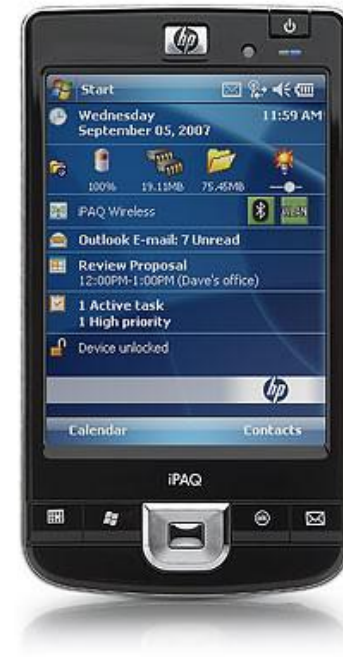 hp
Start
Wednesday 11:59 AM
September 05, 2007
100% 19.11MB 75.45MB
iPAQ Wireless WLAN
Outlook E-mail: 7 Unread
Review Proposal
12:00PM-1:00PM (Dave's office)
1 Active task
1 High priority
Device unlocked
hp
Calendar Contacts
iPAQ
ok